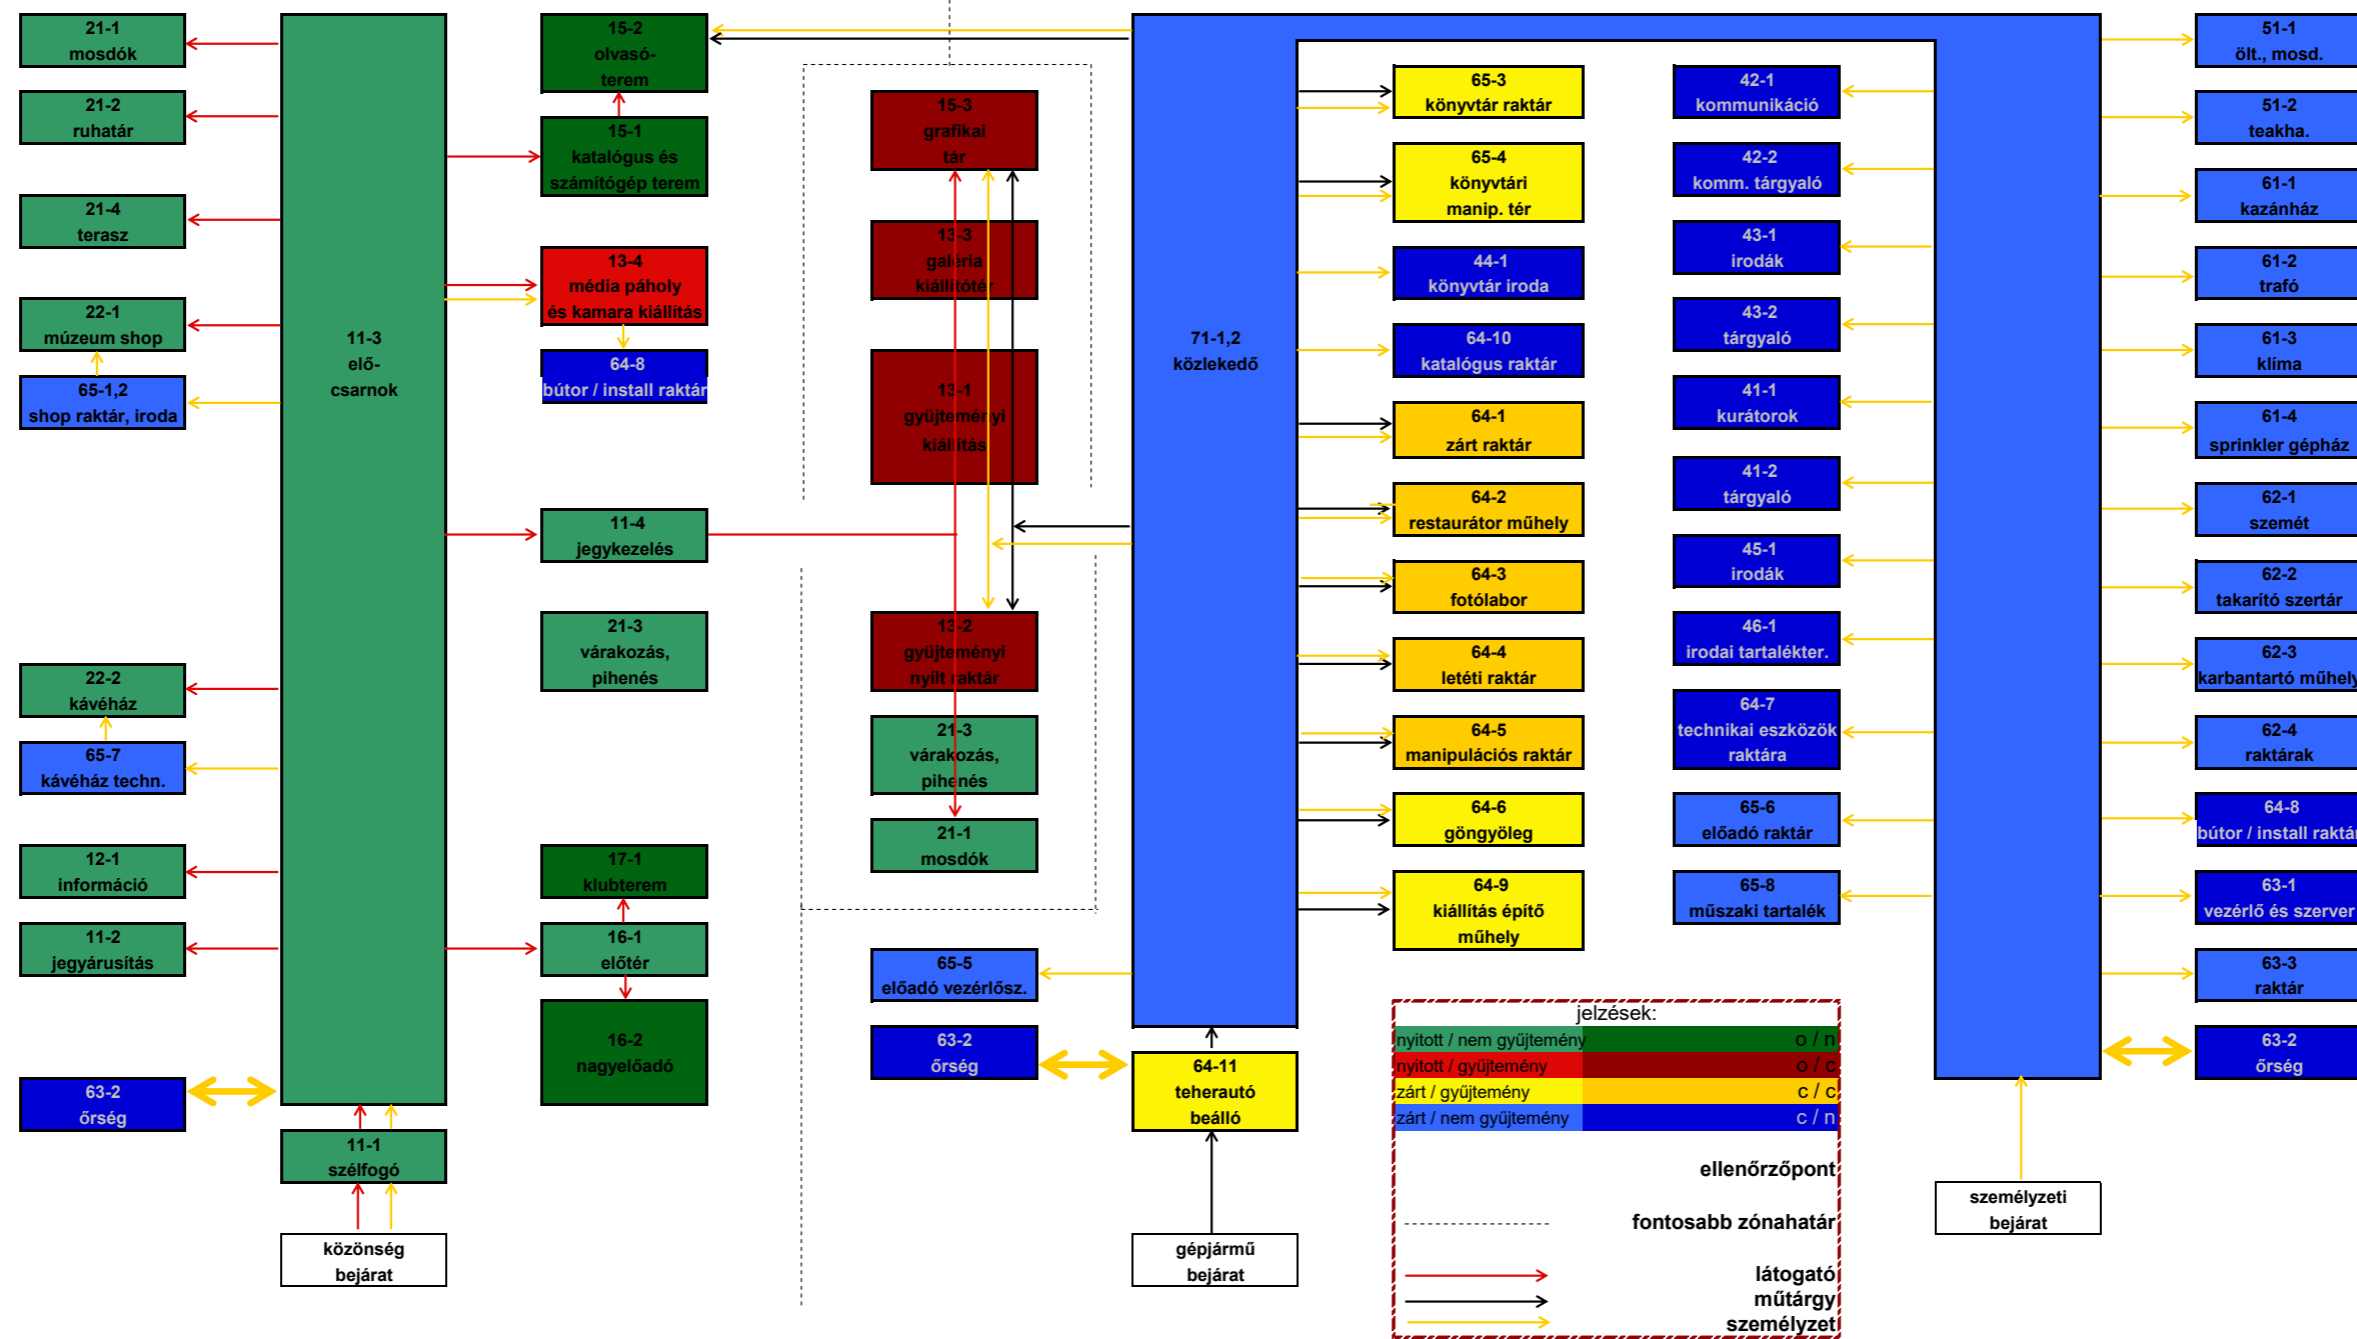 21-1
mosdók
21-2
ruhatár
21-4
terasz
22-1
múzeum shop
65-1,2
shop raktár, iroda
22-2
kávéház
65-7
kávéház techn.
12-1
információ
11-2
jegyárusítás
63-2
őrség
11-3
elő-
csarnok
11-1
szélfogó
közönség
bejárat
15-2
olvasó-
terem
15-1
katalógus és
számítógép terem
13-4
média páholy
és kamara kiállítás
64-8
bútor / install raktár
11-4
jegykezelés
21-3
várakozás,
pihenés
17-1
klubterem
16-1
előtér
16-2
nagyelőadó
15-3
grafikai
tár
13-3
galéria
kiállítótér
13-1
gyüjteményi
kiállítás
13-2
gyüjteményi
nyílt raktár
21-3
várakozás,
pihenés
21-1
mosdók
65-5
előadó vezérlősz.
63-2
őrség
71-1,2
közlekedő
64-11
teherautó
beálló
gépjármű
bejárat
65-3
könyvtár raktár
65-4
könyvtári
manip. tér
44-1
könyvtár iroda
64-10
katalógus raktár
64-1
zárt raktár
64-2
restaurátor műhely
64-3
fotólabor
64-4
letéti raktár
64-5
manipulációs raktár
64-6
göngyöleg
64-9
kiállítás építő
műhely
42-1
kommunikáció
42-2
komm. tárgyaló
43-1
irodák
43-2
tárgyaló
41-1
kurátorok
41-2
tárgyaló
45-1
irodák
46-1
irodai tartalékter.
64-7
technikai eszközök
raktára
65-6
előadó raktár
65-8
műszaki tartalék
jelzések:
nyitott / nem gyűjtemény o / n
nyitott / gyűjtemény o / c
zárt / gyűjtemény c / c
zárt / nem gyűjtemény c / n
ellenőrzőpont
fontosabb zónahatár
látogató
műtárgy
személyzet
személyzeti
bejárat
51-1
ölt., mosd.
51-2
teakha.
61-1
kazánház
61-2
trafó
61-3
klíma
61-4
sprinkler gépház
62-1
szemét
62-2
takarító szertár
62-3
karbantartó műhely
62-4
raktárak
64-8
bútor / install raktár
63-1
vezérlő és szerver
63-3
raktár
63-2
őrség